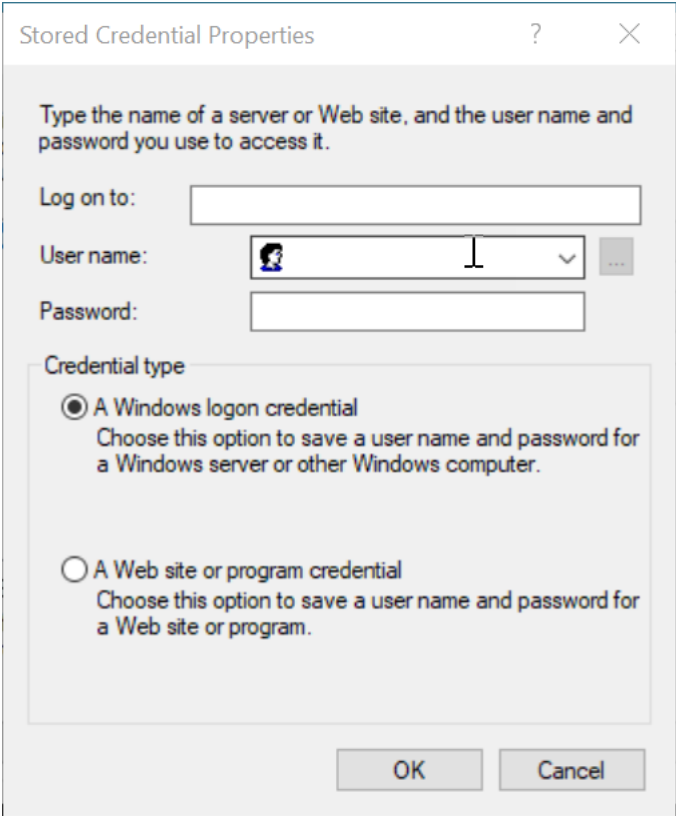 Stored Credential Properties ?
Type the name of a server or Web site, and the user name and
password you use to access it.
Log on to:
User name:
...
Password:
Credential type
A Windows logon credential
Choose this option to save a user name and password for
a Windows server or other Windows computer.
A Web site or program credential
Choose this option to save a user name and password for
a Web site or program.
OK Cancel